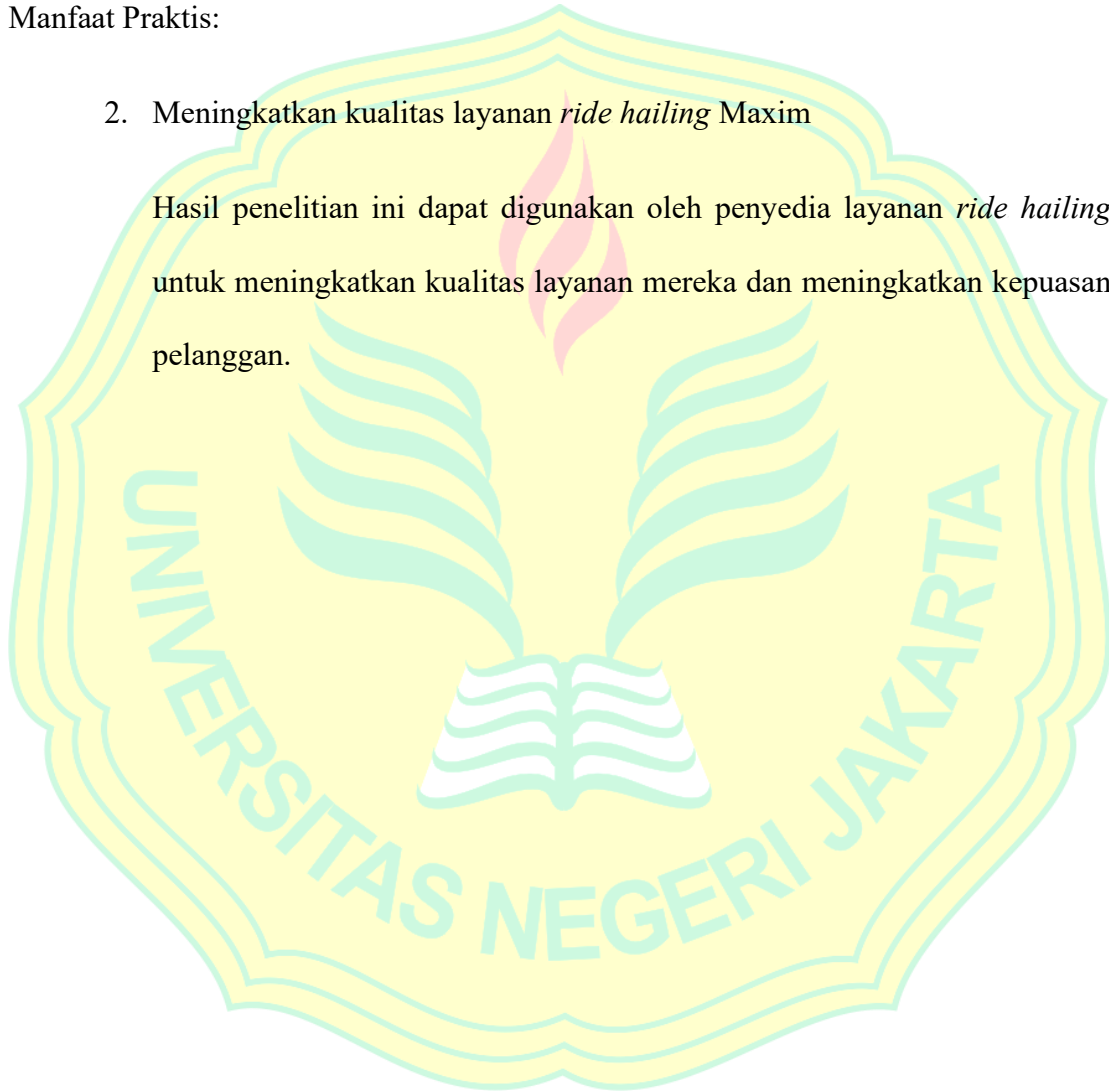 Manfaat Praktis:
2. Meningkatkan kualitas layanan ride hailing Maxim
Hasil penelitian ini dapat digunakan oleh penyedia layanan ride hailing
untuk meningkatkan kualitas layanan mereka dan meningkatkan kepuasan
pelanggan.
UNIVERSITAS NEGERI JAKARTA